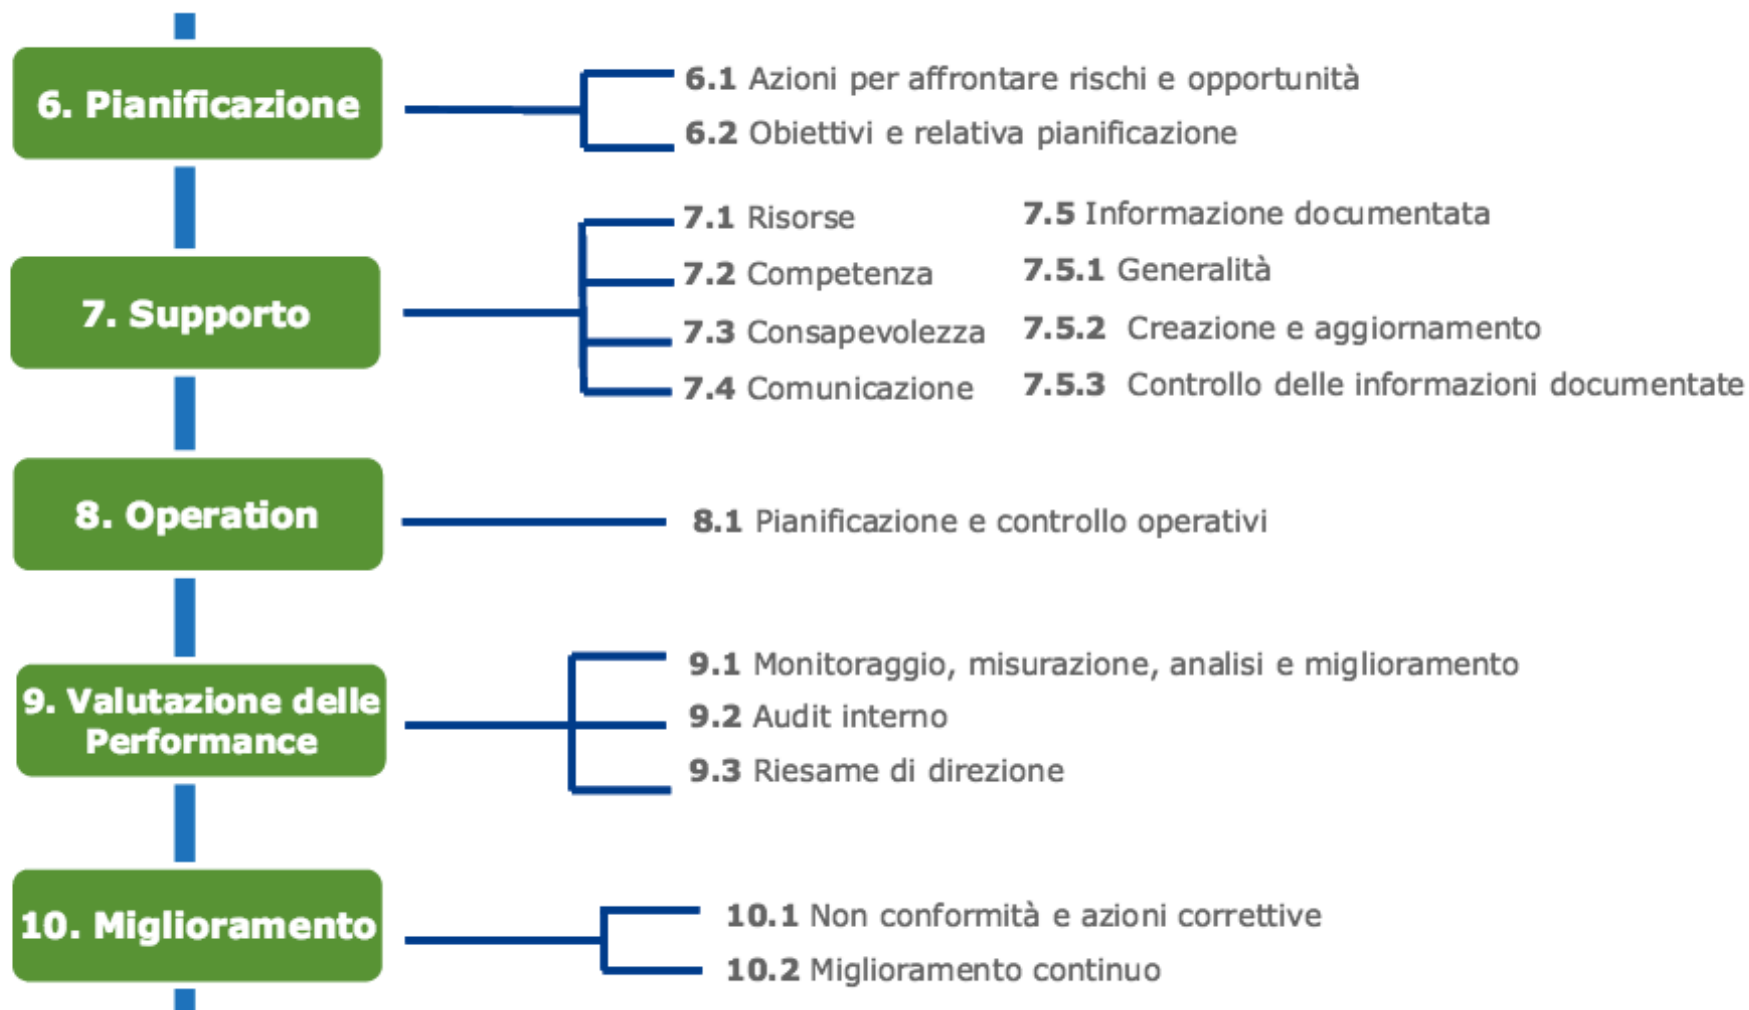 6. Pianificazione
6.1 Azioni per affrontare rischi e opportunità
6.2 Obiettivi e relativa pianificazione
7. Supporto
7.1 Risorse
7.2 Competenza
7.3 Consapevolezza
7.4 Comunicazione
7.5 Informazione documentata
7.5.1 Generalità
7.5.2 Creazione e aggiornamento
7.5.3 Controllo delle informazioni documentate
8. Operation
8.1 Pianificazione e controllo operativi
9. Valutazione delle
Performance
9.1 Monitoraggio, misurazione, analisi e miglioramento
9.2 Audit interno
9.3 Riesame di direzione
10. Miglioramento
10.1 Non conformità e azioni correttive
10.2 Miglioramento continuo